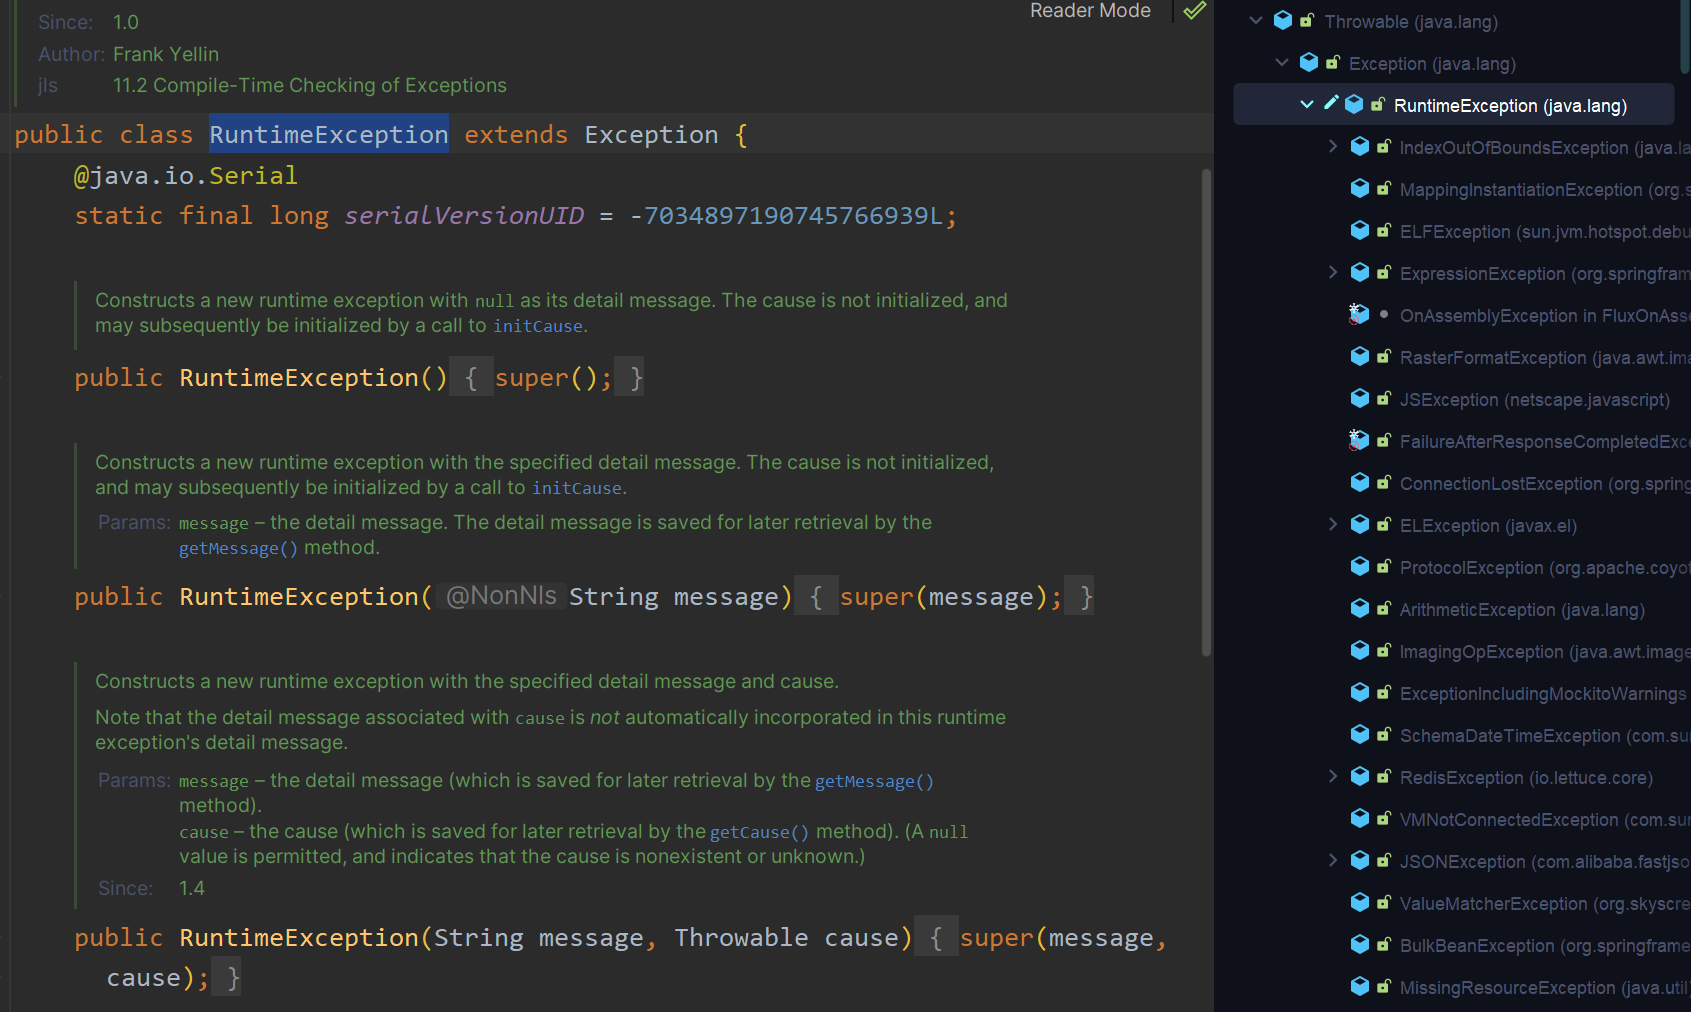 Since: 1.0
Author: Frank Yellin
jls 11.2 Compile-Time Checking of Exceptions
Reader Mode
public class RuntimeException extends Exception {
@java.io.Serial
static final long serialVersionUID = -7034897190745766939L;
Constructs a new runtime exception with null as its detail message. The cause is not initialized, and
may subsequently be initialized by a call to initCause.
public RuntimeException() { super(); }
Constructs a new runtime exception with the specified detail message. The cause is not initialized,
and may subsequently be initialized by a call to initCause.
Params: message – the detail message. The detail message is saved for later retrieval by the
getMessage() method.
public RuntimeException( @NonNls String message) { super(message); }
Constructs a new runtime exception with the specified detail message and cause.
Note that the detail message associated with cause is not automatically incorporated in this runtime
exception's detail message.
Params: message – the detail message (which is saved for later retrieval by the getMessage()
method).
cause – the cause (which is saved for later retrieval by the getCause() method). (A null
value is permitted, and indicates that the cause is nonexistent or unknown.)
Since: 1.4
public RuntimeException(String message, Throwable cause) { super(message,
cause); }
Throwable (java.lang)
Exception (java.lang)
RuntimeException (java.lang)
IndexOutOfBoundsException (java.la
MappingInstantiationException (org.s
ELFException (sun.jvm.hotspot.debu
ExpressionException (org.springfram
OnAssemblyException in FluxOnAsse
RasterFormatException (java.awt.ima
JSException (netscape.javascript)
FailureAfterResponseCompletedExce
ConnectionLostException (org.spring
ELException (javax.el)
ProtocolException (org.apache.coyot
ArithmeticException (java.lang)
ImagingOpException (java.awt.image
ExceptionIncludingMockitoWarnings
SchemaDateTimeException (com.sun
RedisException (io.lettuce.core)
VMNotConnectedException (com.sun
JSONException (com.alibaba.fastjso
ValueMatcherException (org.skyscre
BulkBeanException (org.springframe
MissingResourceException (java.util